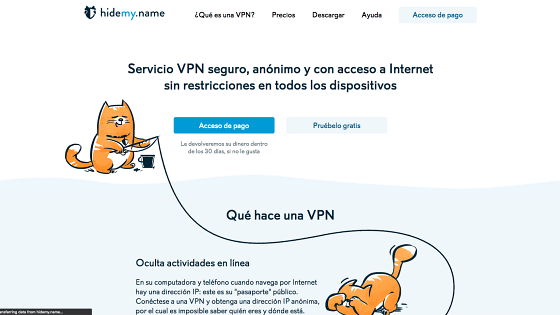 hidemy.name
¿Qué es una VPN? Precios Descargar Ayuda Acceso de pago
Servicio VPN seguro, anónimo y con acceso a Internet
sin restricciones en todos los dispositivos
Acceso de pago Pruébelo gratis
Le devolveremos su dinero dentro
de los 30 días, si no le gusta
Qué hace una VPN
Oculta actividades en línea
En su computadora y teléfono cuando navega por Internet
hay una dirección IP: este es su "pasaporte" público.
Conéctese a una VPN y obtenga una dirección IP anónima,
por el cual es imposible saber quién eres y dónde está.
ansferring data from hidemy.name...